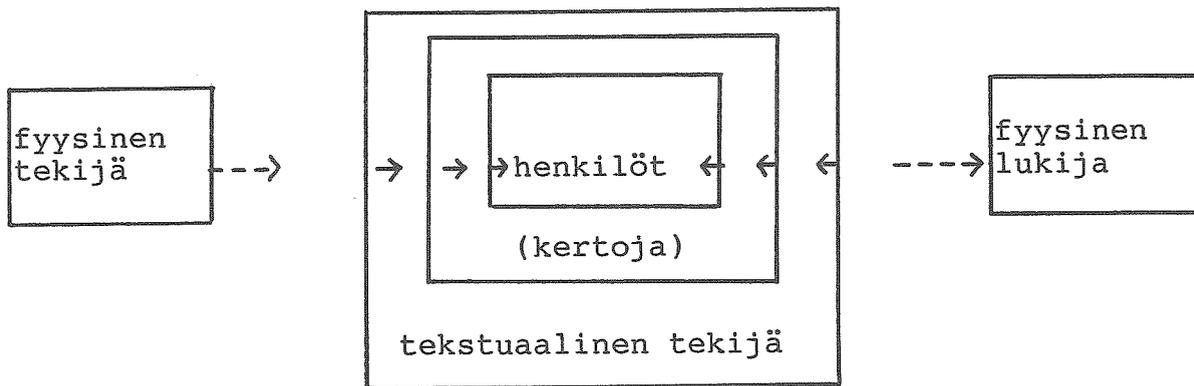 fyysinen
tekijä
henkilöt
(kertoja)
tekstuaalinen tekijä
fyysinen
lukija